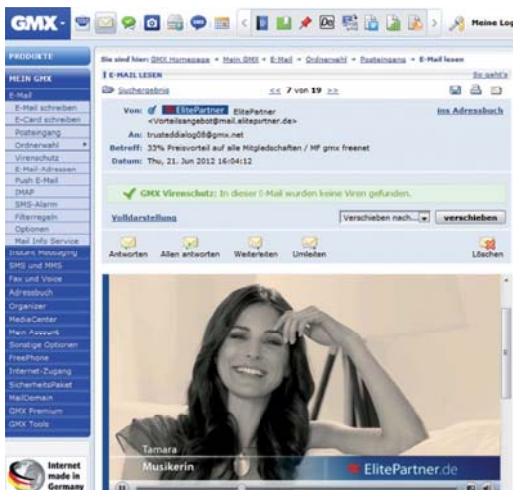 GMX
Meine Log
PRODUKTE
MEIN GMX
E-Mail
E-Mail schreiben
E-Card schreiben
Posteingang
Ordnerwahl
Virenschutz
E-Mail-Adressen
Push E-Mail
IMAP
SMS-Alarm
Filterregeln
Optionen
Mail Info Service
Instant Messaging
SMS und MMS
Fax und Voice
Adressbuch
Organizer
MediaCenter
Mein Account
Sonstige Optionen
FreePhone
Internet-Zugang
SicherheitsPaket
MailDomain
GMX Premium
GMX Tools
Internet
made in
Germany
Sie sind hier: GMX Homepage • Mein GMX • E-Mail • Ordnerwahl • Posteingang • E-Mail lesen
E-MAIL LESEN So geht's
Suchergebnis << 7 von 19 >>
Von: ElitePartner ElitePartner ins Adressbuch
<Vorteilsangebot@mail.elitepartner.de>
An: trusteddialog08@gmx.net
Betreff: 33% Preisvorteil auf alle Mitgliedschaften / MF gmx freenet
Datum: Thu, 21. Jun 2012 16:04:12
GMX Virenschutz: In dieser E-Mail wurden keine Viren gefunden.
Volldarstellung Verschieben nach... verschieben
Antworten Allen antworten Weiterleiten Umleiten Löschen
Tamara
Musikerin
ElitePartner.de